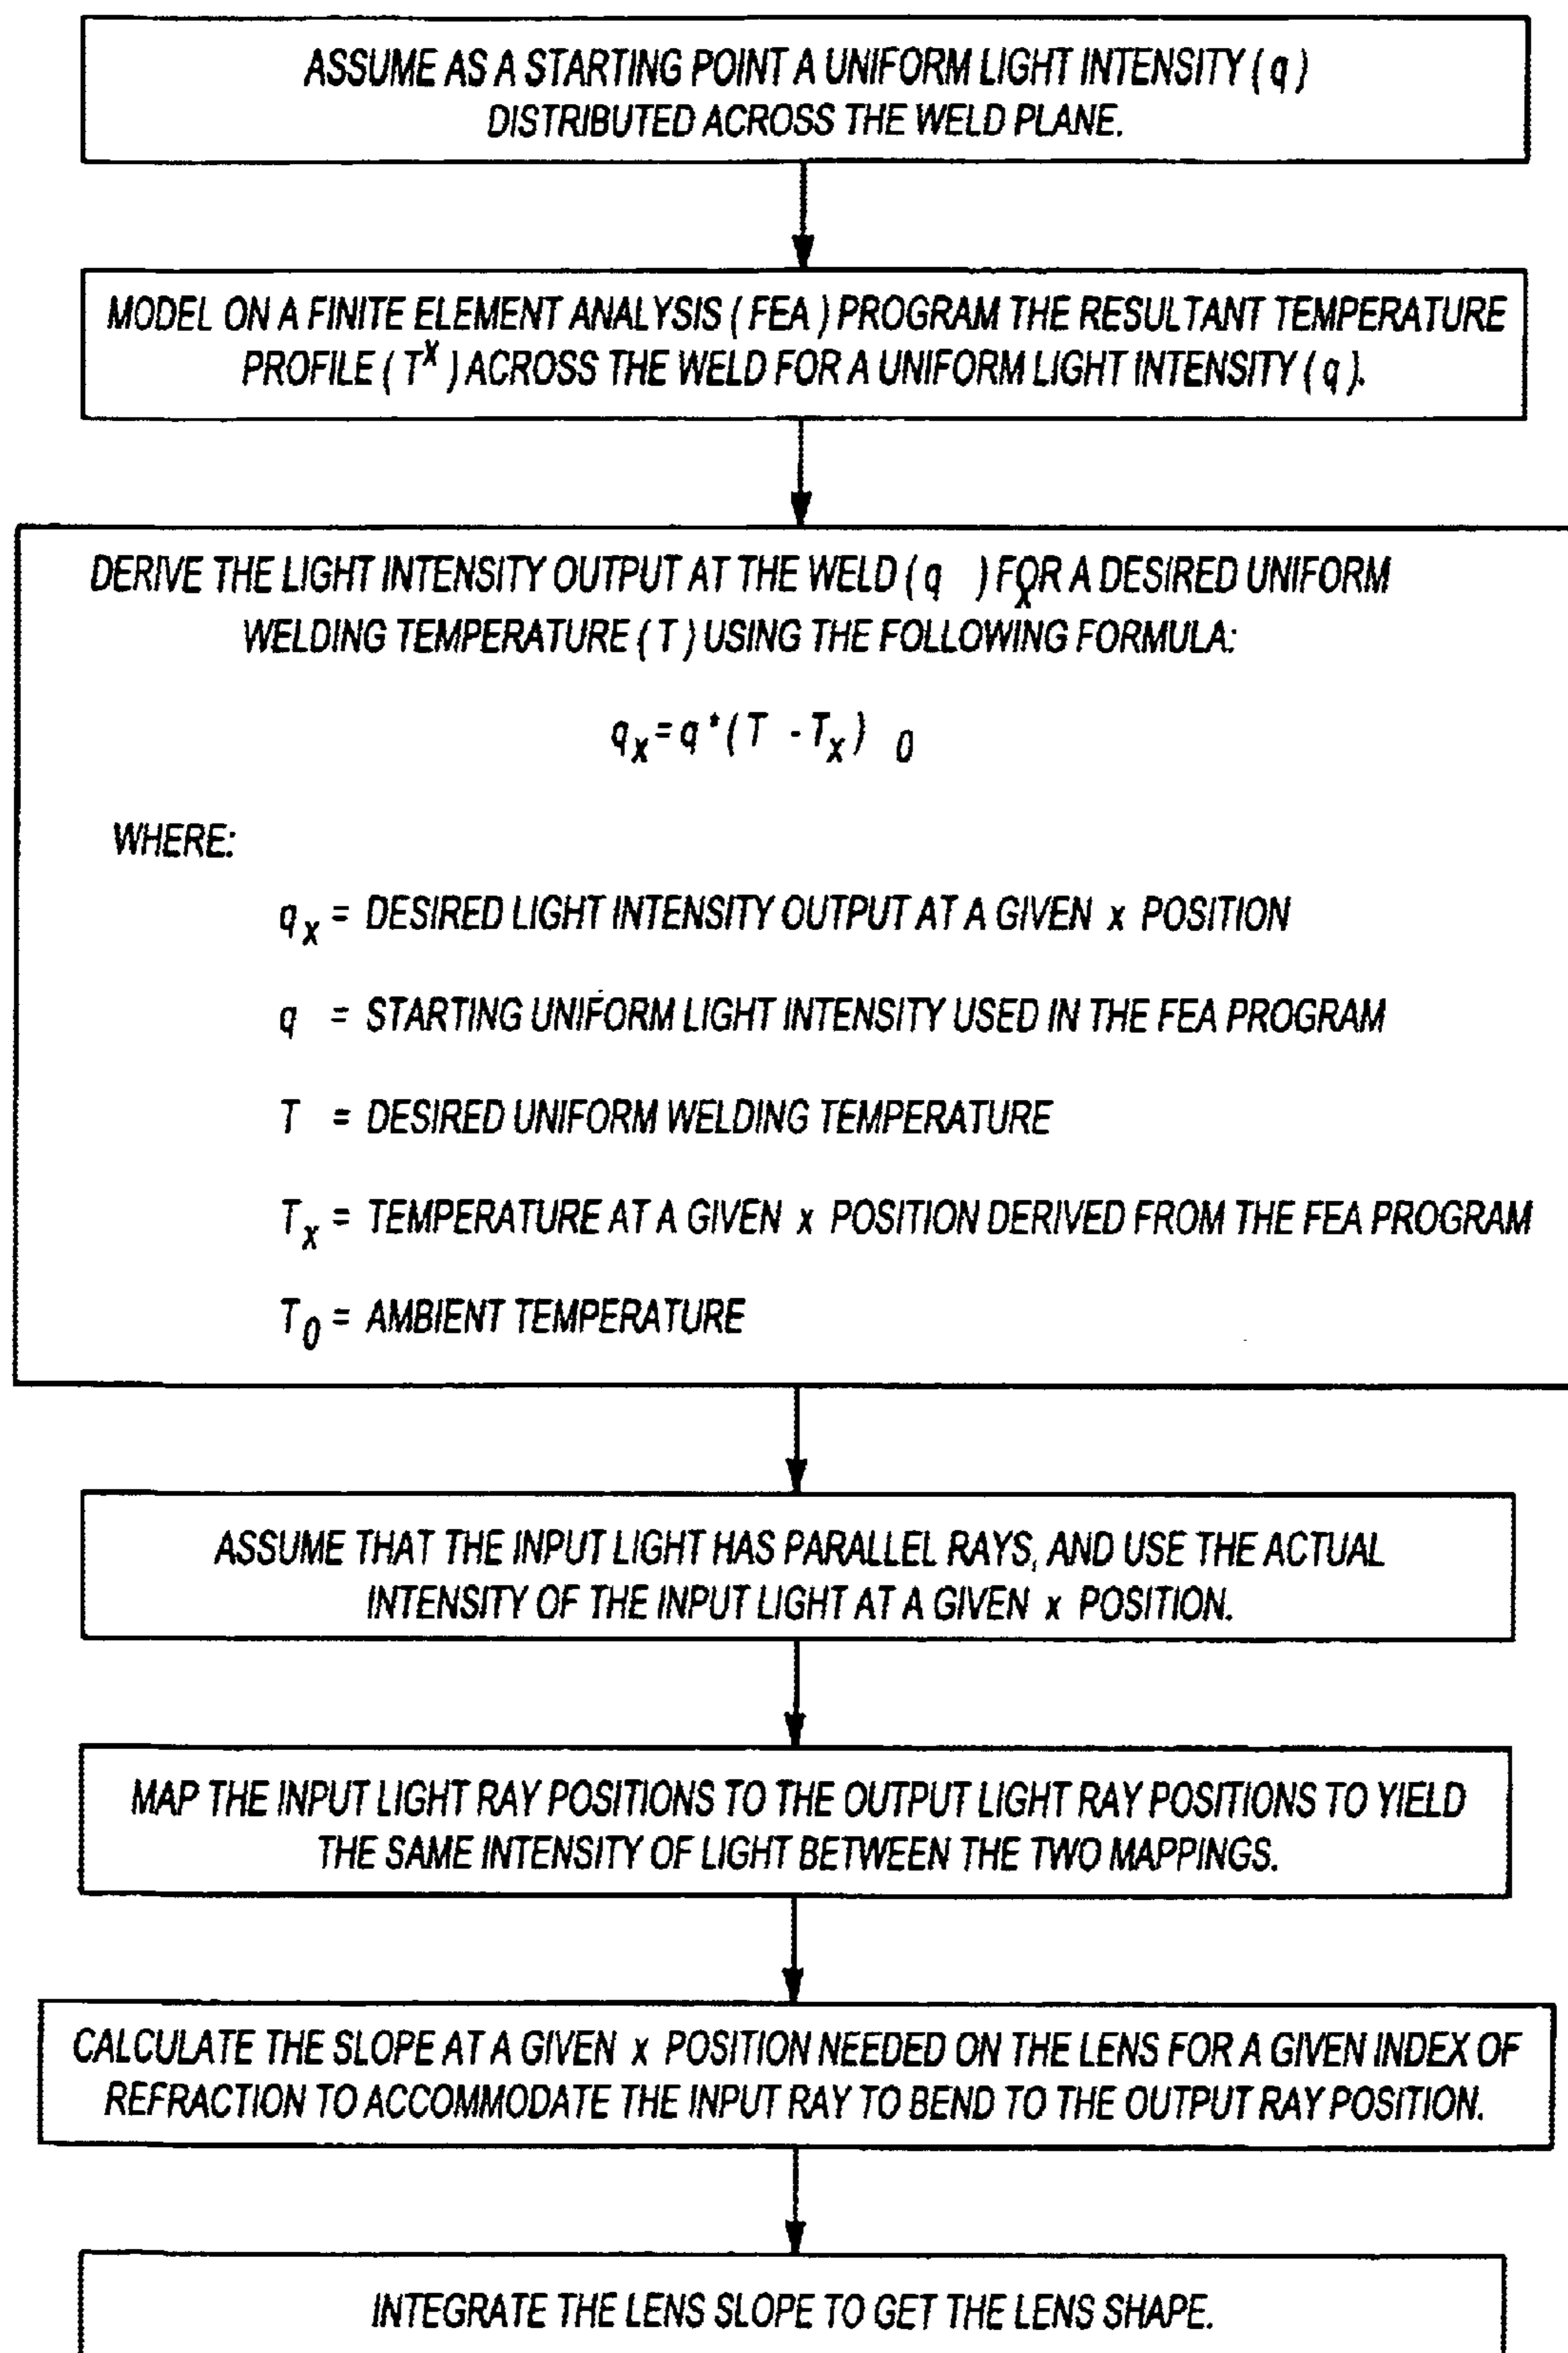 ASSUME AS A STARTING POINT A UNIFORM LIGHT INTENSITY ( q )
DISTRIBUTED ACROSS THE WELD PLANE.
MODEL ON A FINITE ELEMENT ANALYSIS ( FEA ) PROGRAM THE RESULTANT TEMPERATURE
PROFILE ( Tˣ ) ACROSS THE WELD FOR A UNIFORM LIGHT INTENSITY ( q ).
DERIVE THE LIGHT INTENSITY OUTPUT AT THE WELD ( q ) FOR A DESIRED UNIFORM
x
WELDING TEMPERATURE ( T ) USING THE FOLLOWING FORMULA:
qₓ = q * ( T - Tₓ ) ₀
WHERE:
qₓ = DESIRED LIGHT INTENSITY OUTPUT AT A GIVEN x POSITION
q = STARTING UNIFORM LIGHT INTENSITY USED IN THE FEA PROGRAM
T = DESIRED UNIFORM WELDING TEMPERATURE
Tₓ = TEMPERATURE AT A GIVEN x POSITION DERIVED FROM THE FEA PROGRAM
T₀ = AMBIENT TEMPERATURE
ASSUME THAT THE INPUT LIGHT HAS PARALLEL RAYS, AND USE THE ACTUAL
INTENSITY OF THE INPUT LIGHT AT A GIVEN x POSITION.
MAP THE INPUT LIGHT RAY POSITIONS TO THE OUTPUT LIGHT RAY POSITIONS TO YIELD
THE SAME INTENSITY OF LIGHT BETWEEN THE TWO MAPPINGS.
CALCULATE THE SLOPE AT A GIVEN x POSITION NEEDED ON THE LENS FOR A GIVEN INDEX OF
REFRACTION TO ACCOMMODATE THE INPUT RAY TO BEND TO THE OUTPUT RAY POSITION.
INTEGRATE THE LENS SLOPE TO GET THE LENS SHAPE.